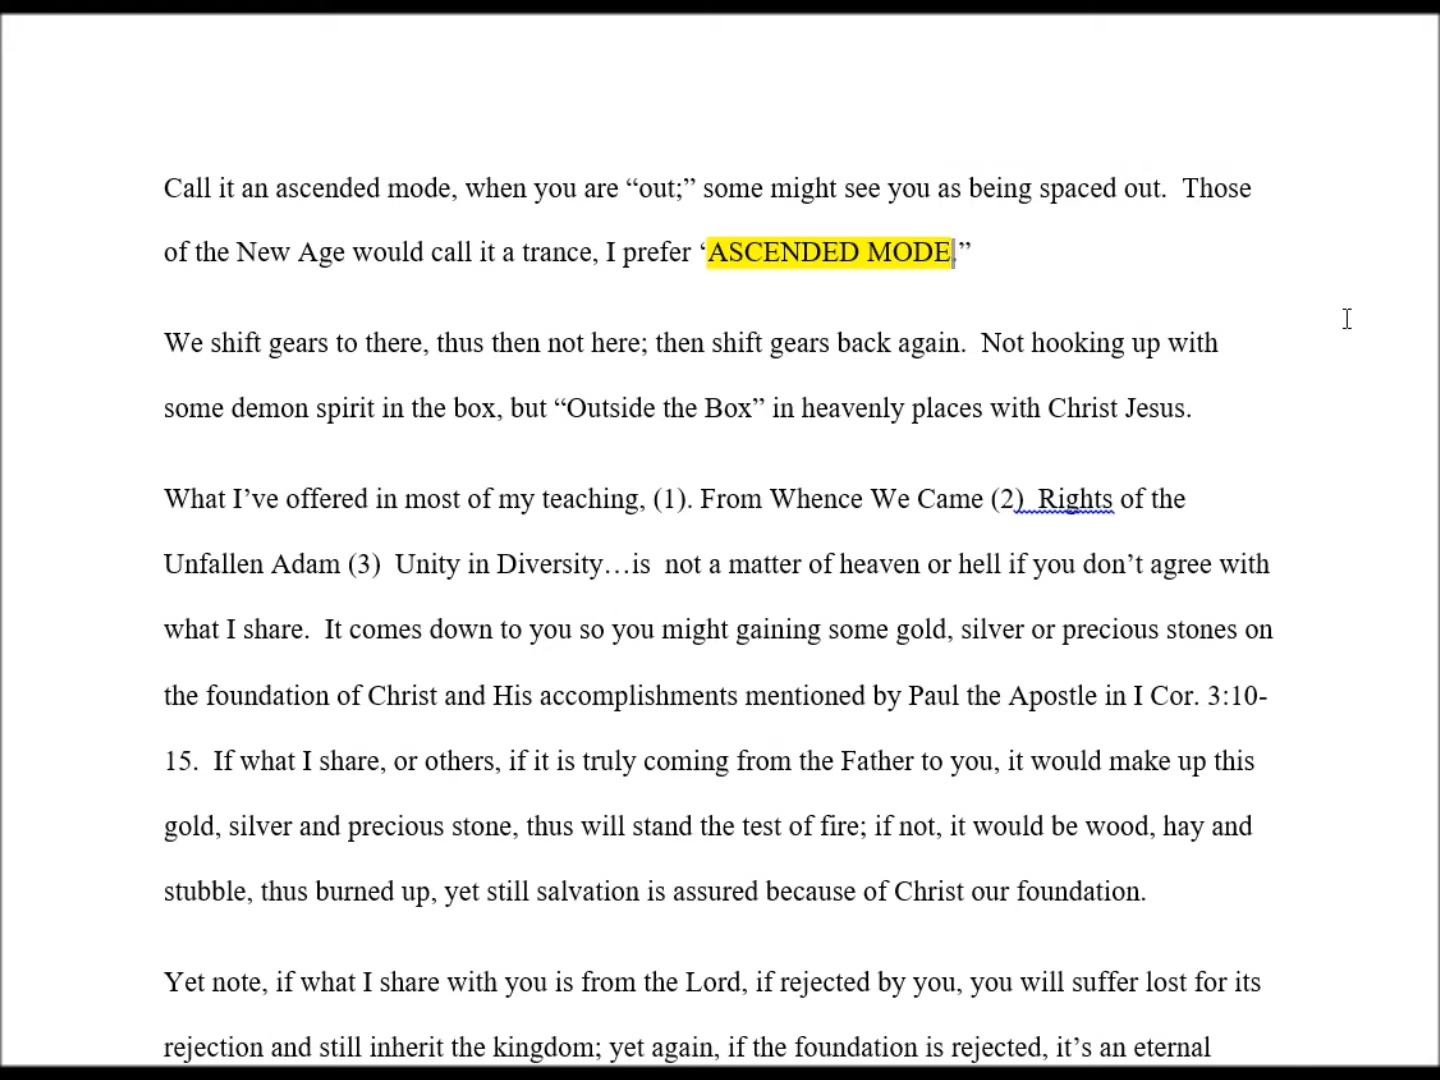 Call it an ascended mode, when you are “out;” some might see you as being spaced out.  Those
of the New Age would call it a trance, I prefer ‘ASCENDED MODE.”
We shift gears to there, thus then not here; then shift gears back again.  Not hooking up with
some demon spirit in the box, but “Outside the Box” in heavenly places with Christ Jesus.
What I’ve offered in most of my teaching, (1). From Whence We Came (2)  Rights of the
Unfallen Adam (3)  Unity in Diversity…is  not a matter of heaven or hell if you don’t agree with
what I share.  It comes down to you so you might gaining some gold, silver or precious stones on
the foundation of Christ and His accomplishments mentioned by Paul the Apostle in I Cor. 3:10-
15.  If what I share, or others, if it is truly coming from the Father to you, it would make up this
gold, silver and precious stone, thus will stand the test of fire; if not, it would be wood, hay and
stubble, thus burned up, yet still salvation is assured because of Christ our foundation.
Yet note, if what I share with you is from the Lord, if rejected by you, you will suffer lost for its
rejection and still inherit the kingdom; yet again, if the foundation is rejected, it’s an eternal